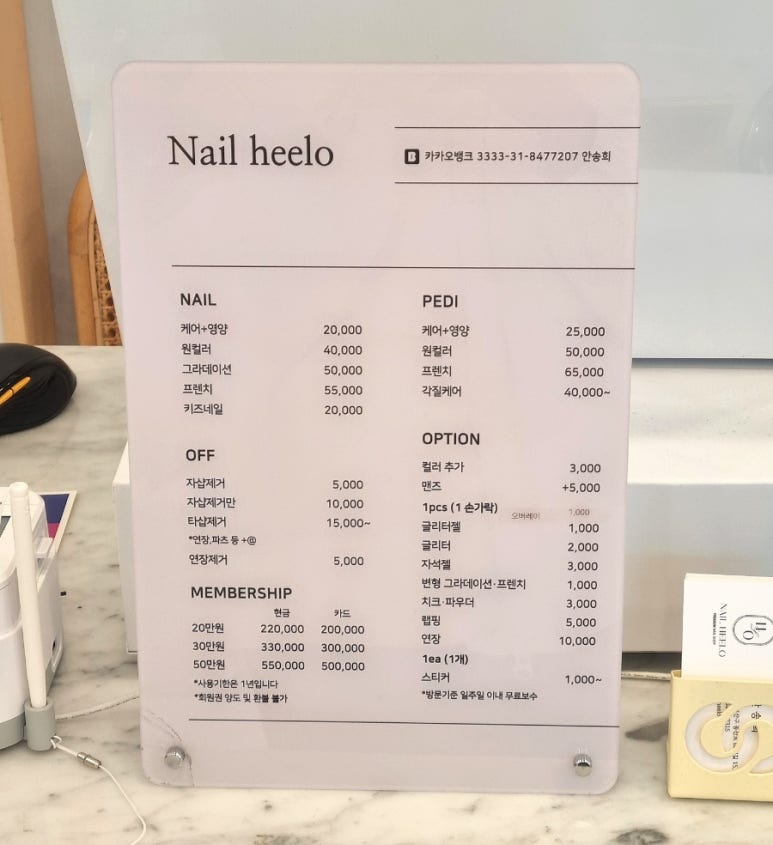 Nail heelo
B 카카오뱅크 3333-31-8477207 안송희
NAIL
케어+영양 20,000
원컬러 40,000
그라데이션 50,000
프렌치 55,000
키즈네일 20,000
OFF
자샵제거 5,000
자샵제거만 10,000
타샵제거 15,000~
*연장,파츠 등 +@
연장제거 5,000
MEMBERSHIP
현금 카드
20만원 220,000 200,000
30만원 330,000 300,000
50만원 550,000 500,000
*사용기한은 1년입니다
*회원권 양도 및 환불 불가
PEDI
케어+영양 25,000
원컬러 50,000
프렌치 65,000
각질케어 40,000~
OPTION
컬러 추가 3,000
맨즈 +5,000
1pcs (1 손가락)
오버레이 1,000
글리터젤 1,000
글리터 2,000
자석젤 3,000
변형 그라데이션·프렌치 1,000
치크·파우더 3,000
랩핑 5,000
연장 10,000
1ea (1개)
스티커 1,000~
*방문기준 일주일 이내 무료보수
NAIL HEELO